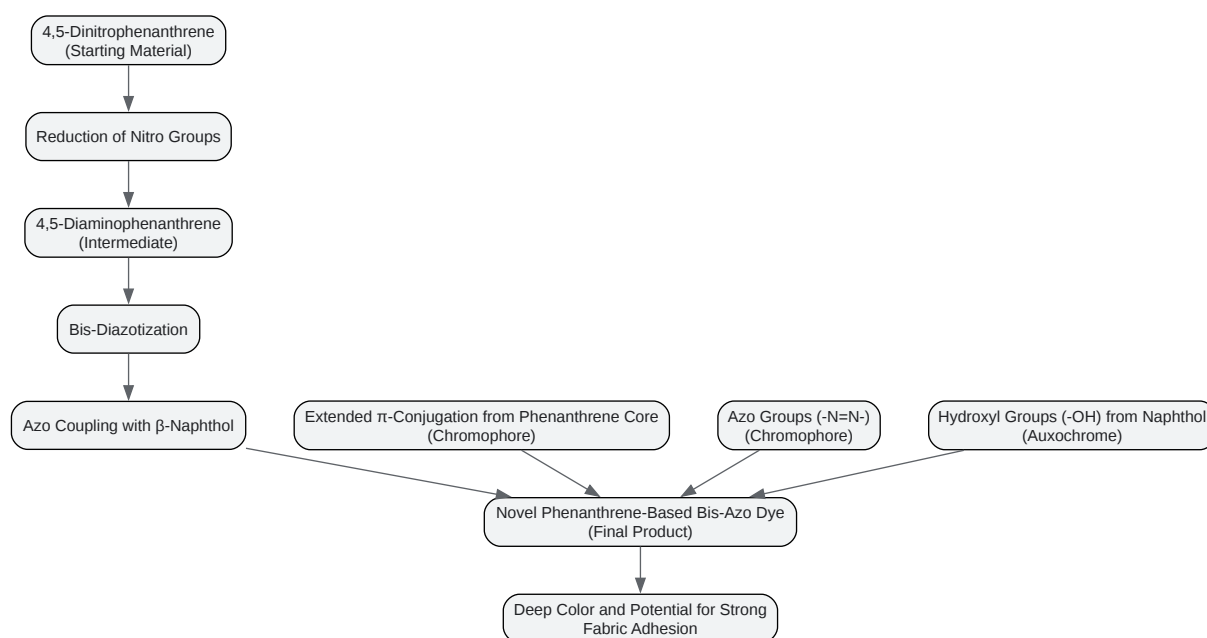 4,5-Dinitrophenanthrene
(Starting Material)
Reduction of Nitro Groups
4,5-Diaminophenanthrene
(Intermediate)
Bis-Diazotization
Azo Coupling with β-Naphthol
Extended π-Conjugation from Phenanthrene Core
(Chromophore)
Azo Groups (-N=N-)
(Chromophore)
Hydroxyl Groups (-OH) from Naphthol
(Auxochrome)
Novel Phenanthrene-Based Bis-Azo Dye
(Final Product)
Deep Color and Potential for Strong
Fabric Adhesion